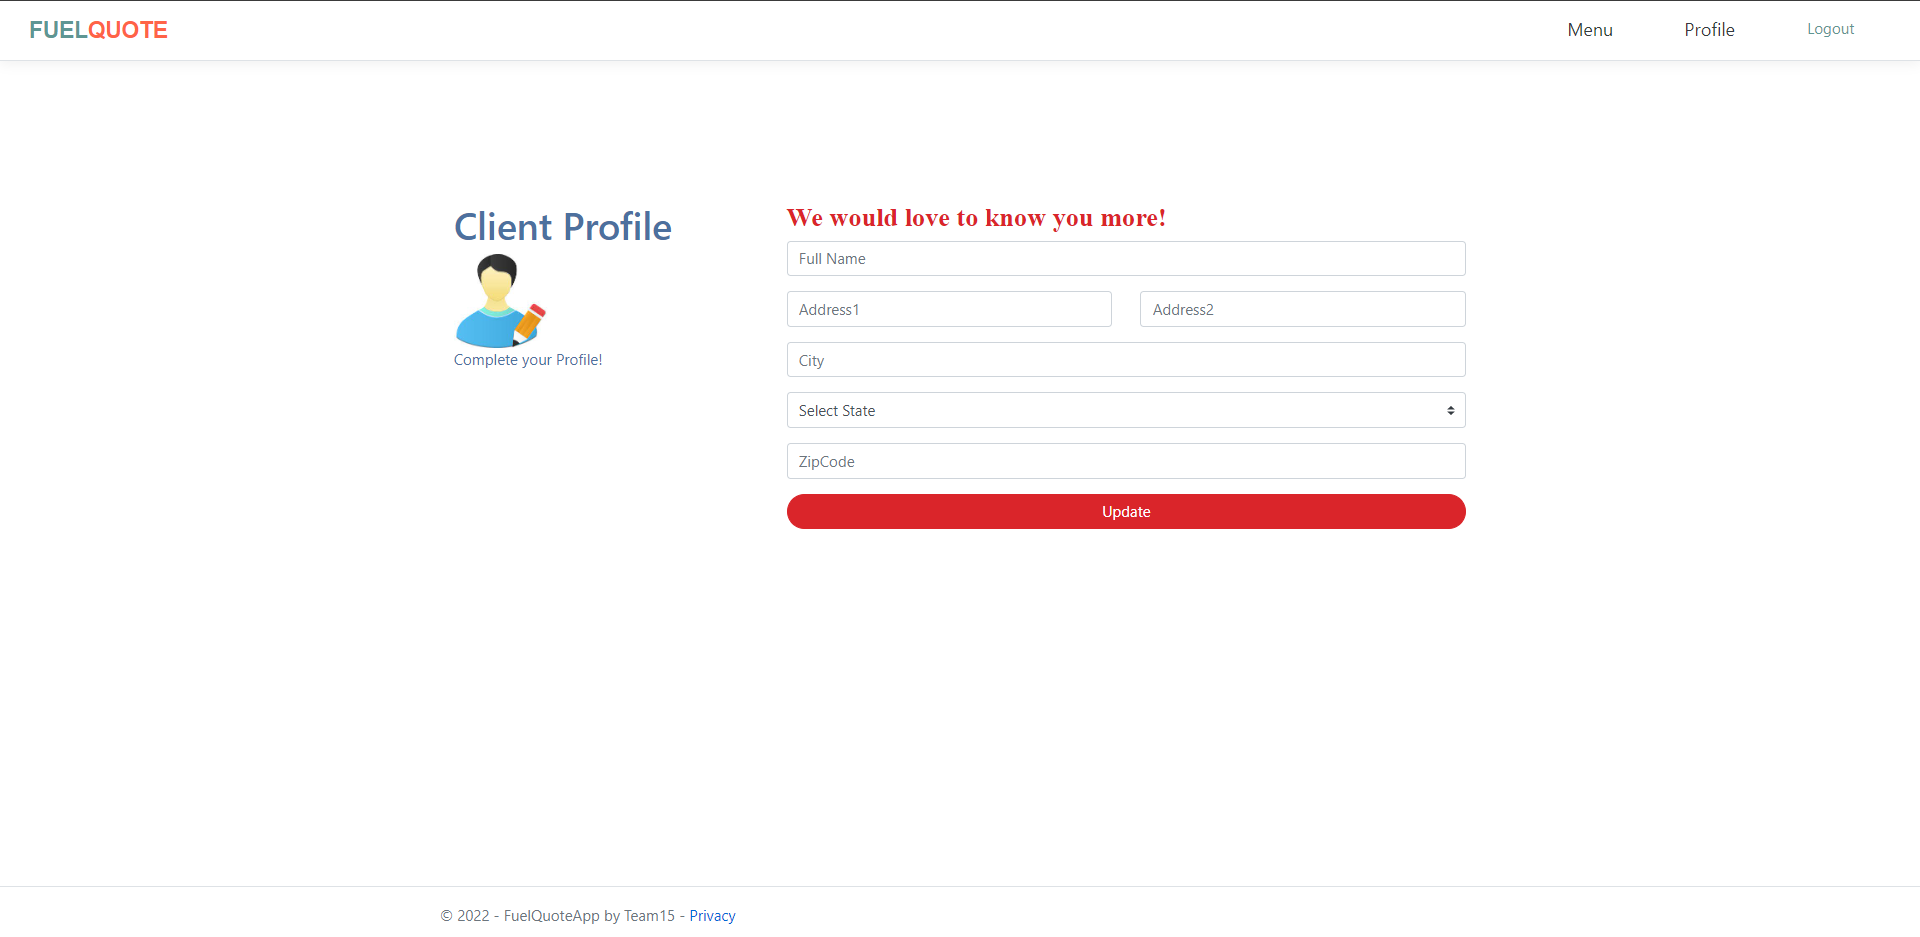 FUELQUOTE
Menu Profile Logout
Client Profile
Complete your Profile!
We would love to know you more!
Full Name
Address1 Address2
City
Select State
ZipCode
Update
© 2022 - FuelQuoteApp by Team15 - Privacy